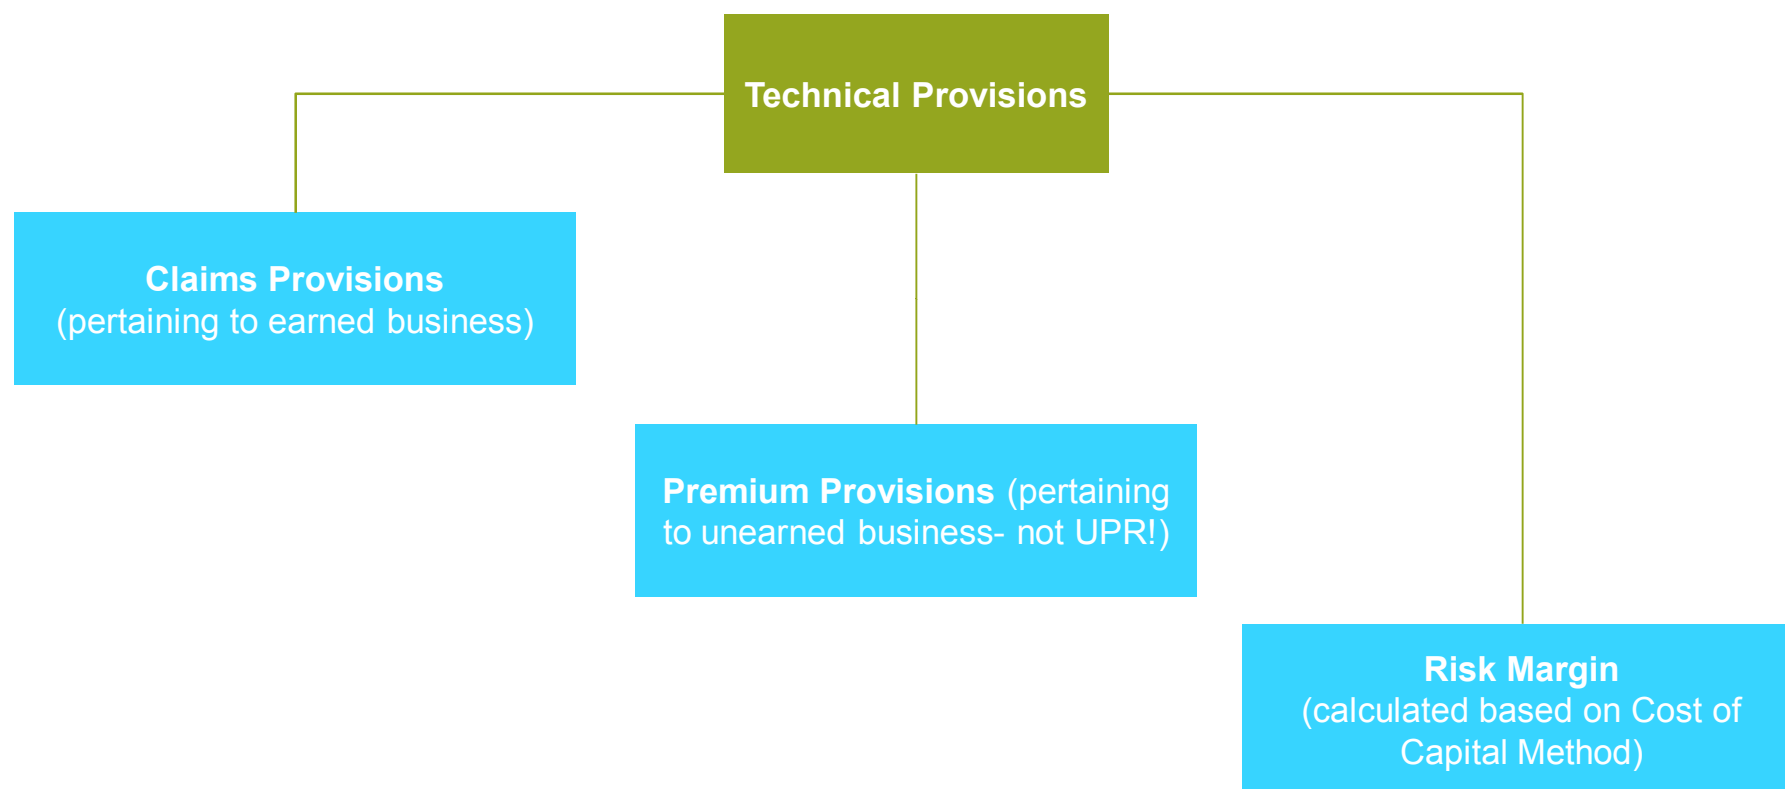 Technical Provisions
Claims Provisions
(pertaining to earned business)
Premium Provisions (pertaining
to unearned business- not UPR!)
Risk Margin
(calculated based on Cost of
Capital Method)